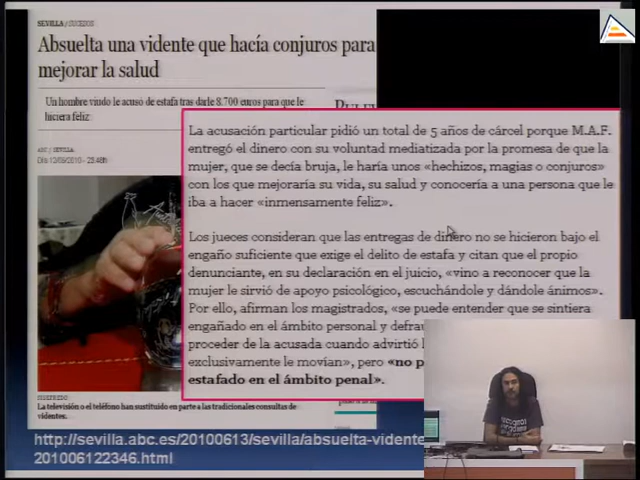 SEVILLA / SUCESOS
Absuelta una vidente que hacía conjuros para
mejorar la salud
Un hombre viudo le acusó de estafa tras darle 8.700 euros para que le
hiciera feliz
ABC / SEVILLA
La acusación particular pidió un total de 5 años de cárcel porque M.A.F.
entregó el dinero con su voluntad mediatizada por la promesa de que la
mujer, que se decía bruja, le haría unos «hechizos, magias o conjuros»
con los que mejoraría su vida, su salud y conocería a una persona que le
iba a hacer «inmensamente feliz».
Los jueces consideran que las entregas de dinero no se hicieron bajo el
engaño suficiente que exige el delito de estafa y citan que el propio
denunciante, en su declaración en el juicio, «vino a reconocer que la
mujer le sirvió de apoyo psicológico, escuchándole y dándole ánimos».
Por ello, afirman los magistrados, «se puede entender que se sintiera
engañado en el ámbito personal y defrau
proceder de la acusada cuando advirtió l
exclusivamente le movían», pero «no p
estafado en el ámbito penal».
La televisión o el teléfono han sustituido en parte a las tradicionales consultas de
videntes.
http://sevilla.abc.es/20100613/sevilla/absuelta-vidente
201006122346.html